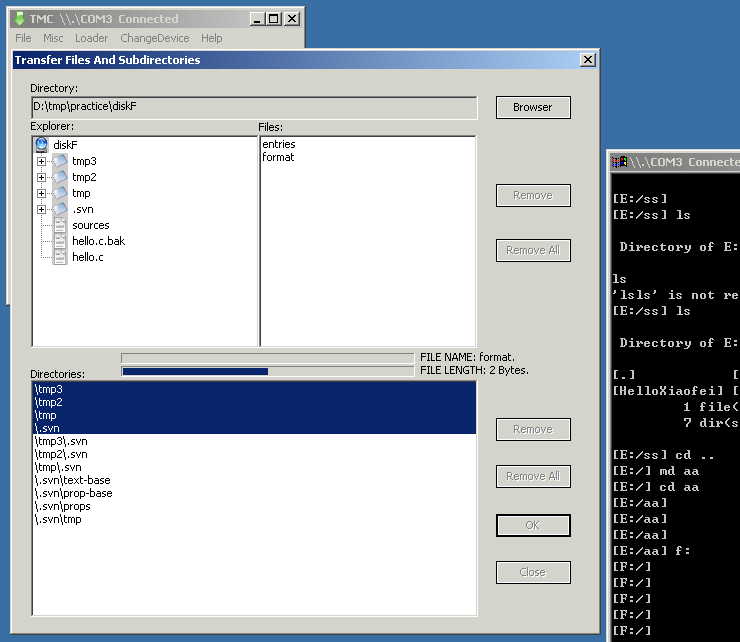 TMC \\.\COM3 Connected
File Misc Loader ChangeDevice Help
Transfer Files And Subdirectories
Directory:
D:\tmp\practice\diskF
Browser
Explorer:
Files:
diskF
tmp3
tmp2
tmp
.svn
sources
hello.c.bak
hello.c
entries
format
Remove
Remove All
FILE NAME: format.
FILE LENGTH: 2 Bytes.
Directories:
\tmp3
\tmp2
\tmp
\.svn
\tmp3\.svn
\tmp2\.svn
\tmp\.svn
\.svn\text-base
\.svn\prop-base
\.svn\props
\.svn\tmp
Remove
Remove All
OK
Close
\\.\COM3 Connecte
[E:/ss]
[E:/ss] ls
Directory of E:
ls
'lsls' is not re
[E:/ss] ls
Directory of E:
[.] [
[HelloXiaofei] [
1 file(
7 dir(s
[E:/ss] cd ..
[E:/] md aa
[E:/] cd aa
[E:/aa]
[E:/aa]
[E:/aa]
[E:/aa] f:
[F:/]
[F:/]
[F:/]
[F:/]
[F:/]